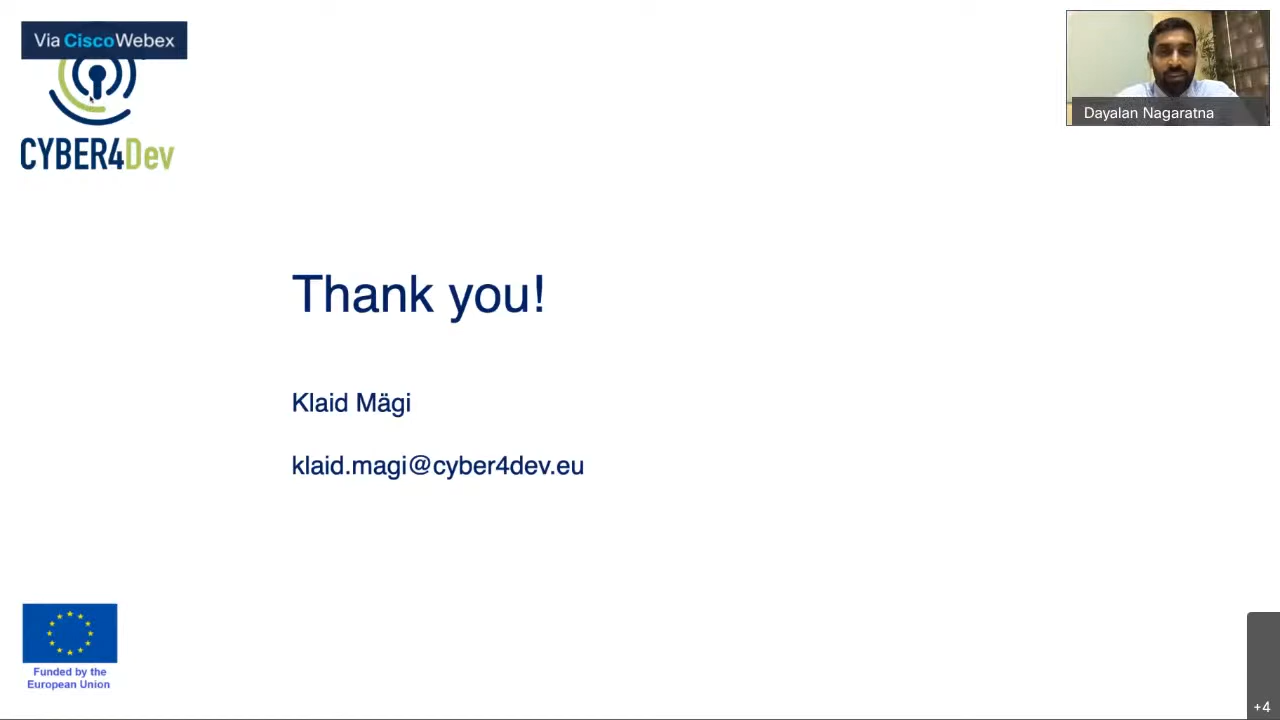 Via CiscoWebex
CYBER4Dev
Dayalan Nagaratna
Thank you!
Klaid Mägi
klaid.magi@cyber4dev.eu
Funded by the
European Union
+4